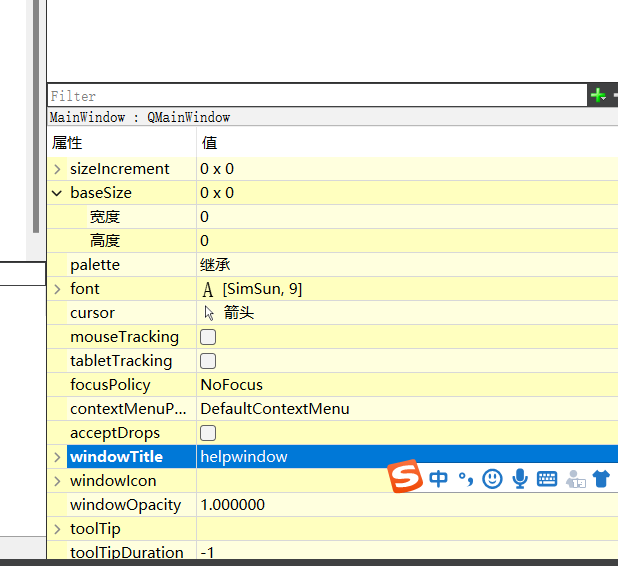 Filter
MainWindow : QMainWindow
属性 值
sizeIncrement 0 x 0
baseSize 0 x 0
宽度 0
高度 0
palette 继承
font A [SimSun, 9]
cursor 箭头
mouseTracking
tabletTracking
focusPolicy NoFocus
contextMenuP... DefaultContextMenu
acceptDrops
windowTitle helpwindow
S 中 °,
windowIcon
windowOpacity 1.000000
toolTip
toolTipDuration -1